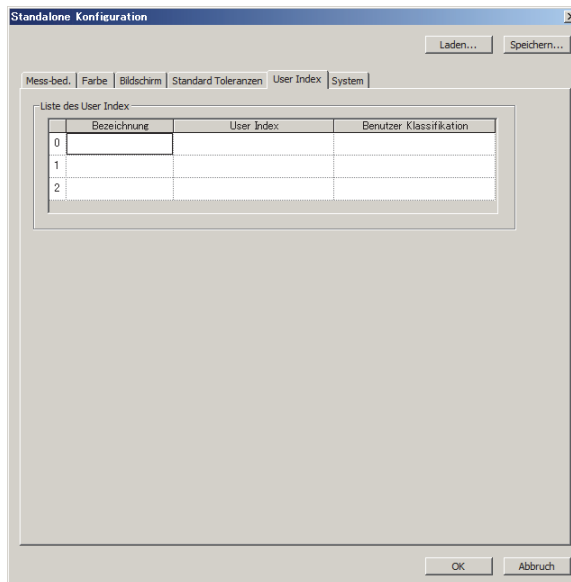 Standalone Konfiguration
Laden... Speichern...
Mess-bed. Farbe Bildschirm Standard Toleranzen User Index System
Liste des User Index
Bezeichnung User Index Benutzer Klassifikation
0
1
2
OK Abbruch